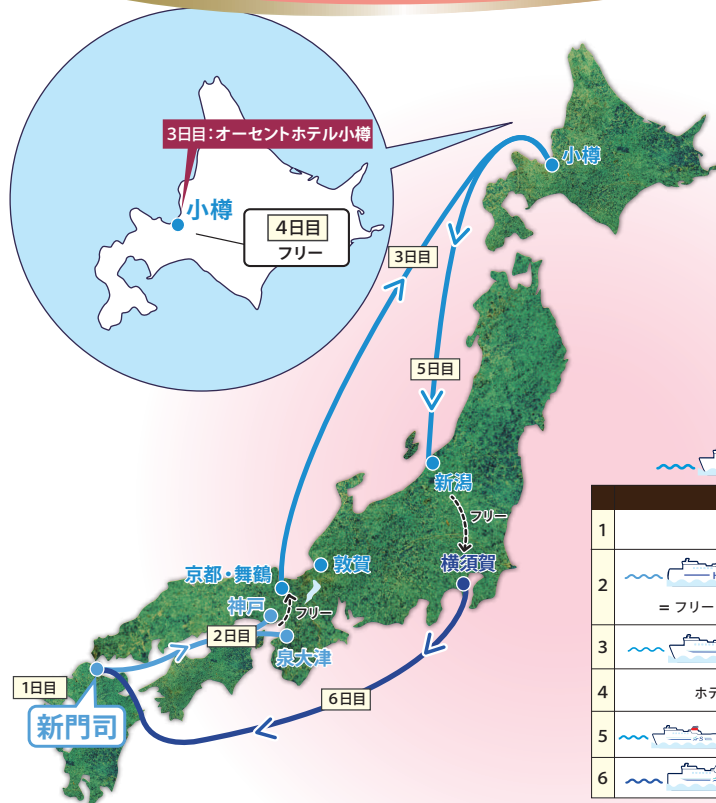 3日目:オーセントホテル小樽
小樽
4日目
フリー
小樽
3日目
5日目
新潟
フリー
横須賀
敦賀
京都・舞鶴
神戸
フリー
2日目
泉大津
1日目
新門司
6日目
1
2
= フリー
3
4
ホテ
5
6